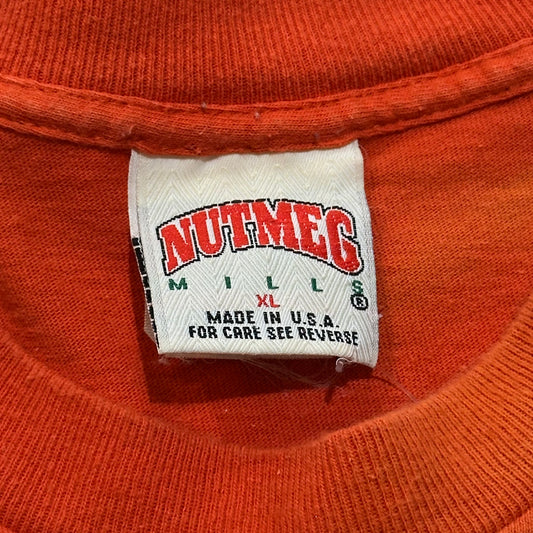 NUTMEG
MILLS®
XL
MADE IN U.S.A.
FOR CARE SEE REVERSE